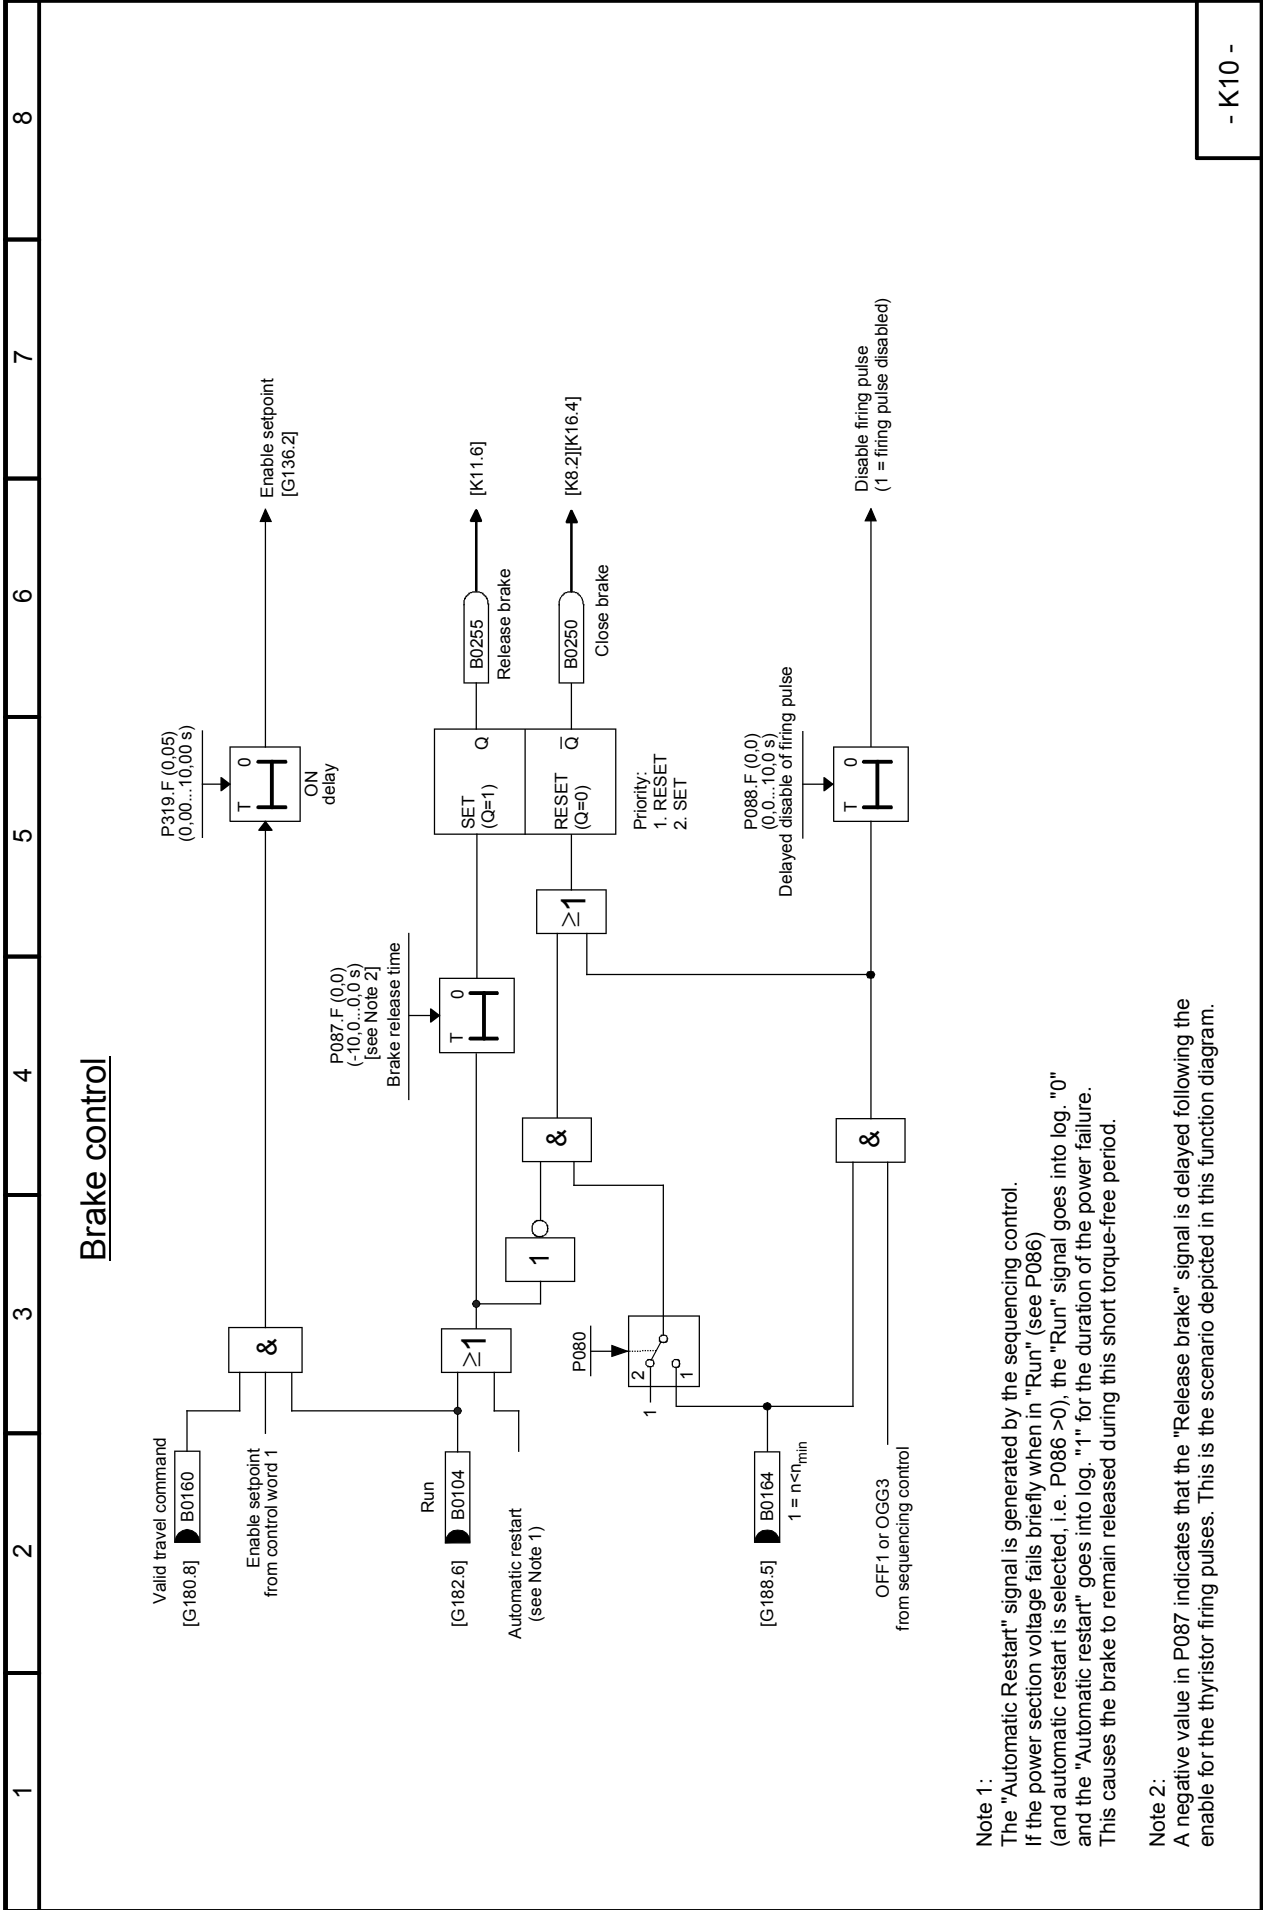 1
2
3
4
5
6
7
8
Brake control
Valid travel command
[G180.8]
B0160
Enable setpoint
from control word 1
&
P319.F (0,05)
(0,00...10,00 s)
T 0
ON
delay
Enable setpoint
[G136.2]
Run
[G182.6]
B0104
Automatic restart
(see Note 1)
≥1
1
P087.F (0,0)
(-10,0...0,0 s)
[see Note 2]
Brake release time
T 0
SET
(Q=1)
Q
B0255
Release brake
[K11.6]
&
≥1
RESET
(Q=0)
Q̅
B0250
Close brake
[K8.2][K16.4]
Priority:
1. RESET
2. SET
P080
1
2
1
[G188.5]
B0164
1 = n<nmin
OFF1 or OGG3
from sequencing control
&
P088.F (0,0)
(0,0...10,0 s)
Delayed disable of firing pulse
T 0
Disable firing pulse
(1 = firing pulse disabled)
Note 1:
The "Automatic Restart" signal is generated by the sequencing control.
If the power section voltage fails briefly when in "Run" (see P086)
(and automatic restart is selected, i.e. P086 >0), the "Run" signal goes into log. "0"
and the "Automatic restart" goes into log. "1" for the duration of the power failure.
This causes the brake to remain released during this short torque-free period.
Note 2:
A negative value in P087 indicates that the "Release brake" signal is delayed following the
enable for the thyristor firing pulses. This is the scenario depicted in this function diagram.
- K10 -